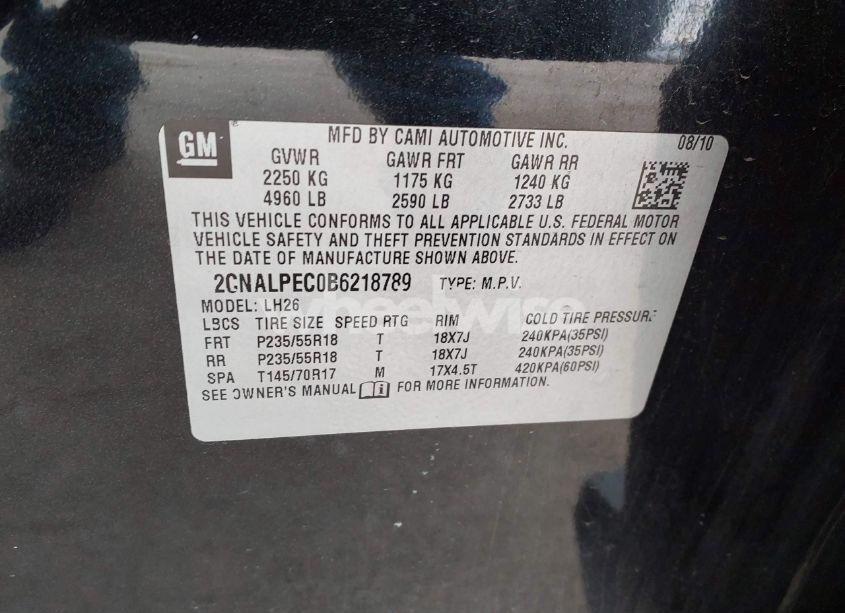 GM
MFD BY CAMI AUTOMOTIVE INC. 08/10
GVWR GAWR FRT GAWR RR
2250 KG 1175 KG 1240 KG
4960 LB 2590 LB 2733 LB
THIS VEHICLE CONFORMS TO ALL APPLICABLE U.S. FEDERAL MOTOR
VEHICLE SAFETY AND THEFT PREVENTION STANDARDS IN EFFECT ON
THE DATE OF MANUFACTURE SHOWN ABOVE.
2CNALPEC0B6218789 TYPE: M.P.V.
MODEL: LH26
wheelwise
LBCS TIRE SIZE SPEED RTG RIM COLD TIRE PRESSURE
FRT P235/55R18 T 18X7J 240KPA(35PSI)
RR P235/55R18 T 18X7J 240KPA(35PSI)
SPA T145/70R17 M 17X4.5T 420KPA(60PSI)
SEE OWNER'S MANUAL FOR MORE INFORMATION.